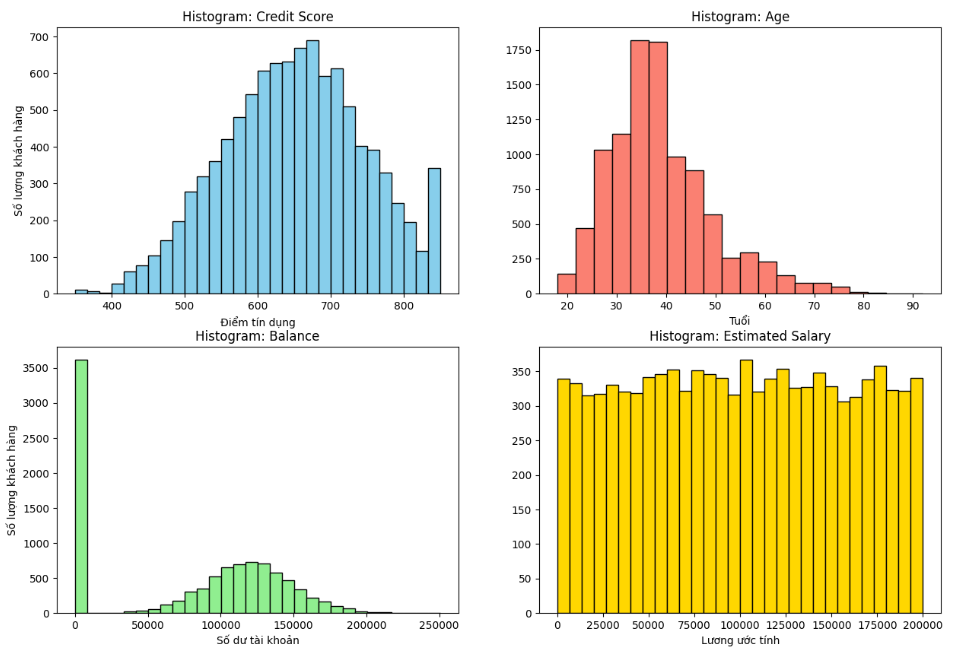 Histogram: Credit Score
700
600
500
400
300
200
100
0
Số lượng khách hàng
400 500 600 700 800
Điểm tín dụng
Histogram: Age
1750
1500
1250
1000
750
500
250
0
20 30 40 50 60 70 80 90
Tuổi
Histogram: Balance
3500
3000
2500
2000
1500
1000
500
0
Số lượng khách hàng
0 50000 100000 150000 200000 250000
Số dư tài khoản
Histogram: Estimated Salary
350
300
250
200
150
100
50
0
0 25000 50000 75000 100000 125000 150000 175000 200000
Lương ước tính